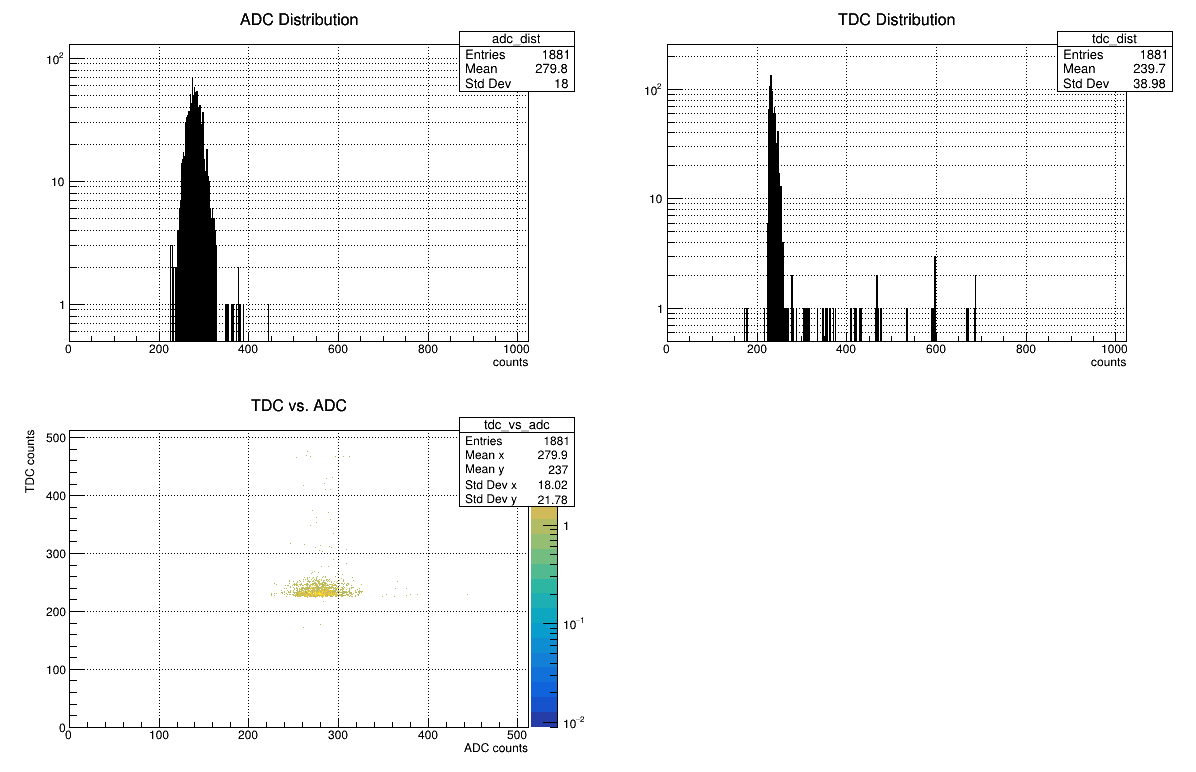 ADC Distribution
adc_dist
Entries 1881
Mean 279.8
Std Dev 18
10²
10
1
0 200 400 600 800 1000
counts
TDC Distribution
tdc_dist
Entries 1881
Mean 239.7
Std Dev 38.98
10²
10
1
0 200 400 600 800 1000
counts
TDC vs. ADC
tdc_vs_adc
Entries 1881
Mean x 279.9
Mean y 237
Std Dev x 18.02
Std Dev y 21.78
TDC counts
500
400
300
200
100
0
0 100 200 300 400 500
ADC counts
1
10⁻¹
10⁻²